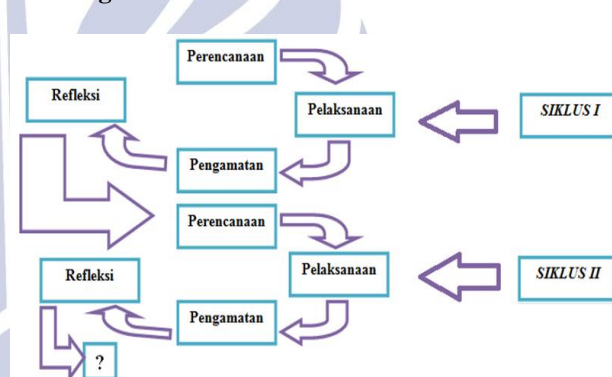 Perencanaan
Refleksi
Pelaksanaan
SIKLUS I
Pengamatan
Perencanaan
Refleksi
Pelaksanaan
SIKLUS II
Pengamatan
?